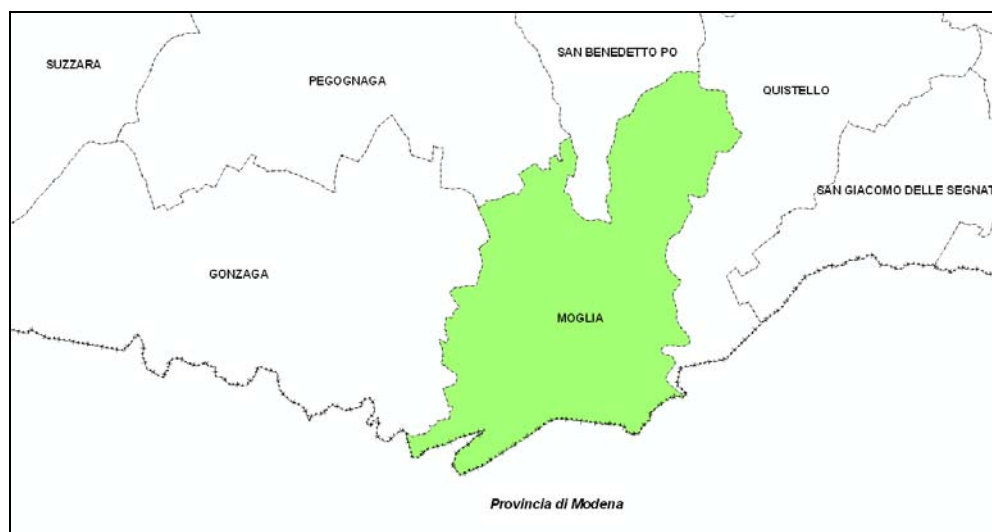 SAN BENEDETTO PO
SUZZARA
PEGOGNAGA
QUISTELLO
SAN GIACOMO DELLE SEGNAT
GONZAGA
MOGLIA
Provincia di Modena